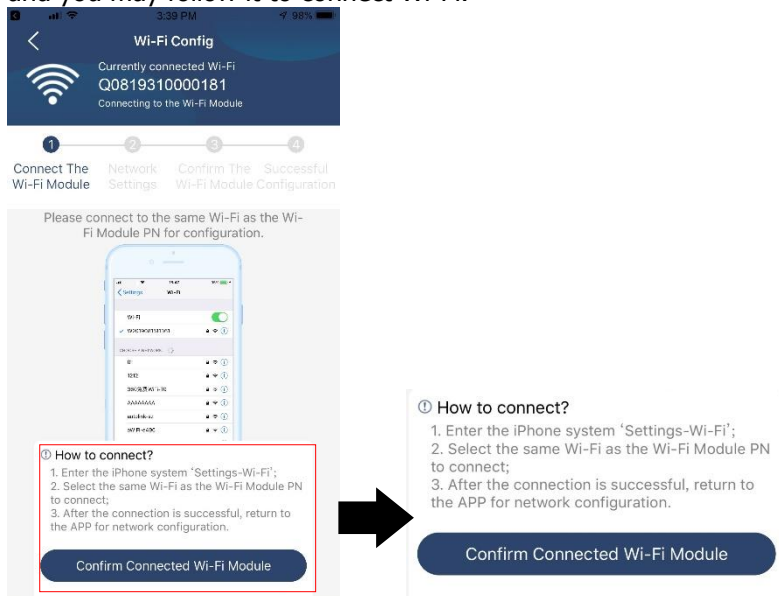 and you may follow it to connect Wi-Fi.
3:39 PM
98%
Wi-Fi Config
Currently connected Wi-Fi
Q0819310000181
Connecting to the Wi-Fi Module
1
2
3
4
Connect The Wi-Fi Module
Network Settings
Confirm The Wi-Fi Module
Successful Configuration
Please connect to the same Wi-Fi as the Wi-
Fi Module PN for configuration.
Settings
Wi-Fi
Wi-Fi
AAAAAAAA
How to connect?
1. Enter the iPhone system ‘Settings-Wi-Fi’;
2. Select the same Wi-Fi as the Wi-Fi Module PN
to connect;
3. After the connection is successful, return to
the APP for network configuration.
Confirm Connected Wi-Fi Module
How to connect?
1. Enter the iPhone system ‘Settings-Wi-Fi’;
2. Select the same Wi-Fi as the Wi-Fi Module PN
to connect;
3. After the connection is successful, return to
the APP for network configuration.
Confirm Connected Wi-Fi Module